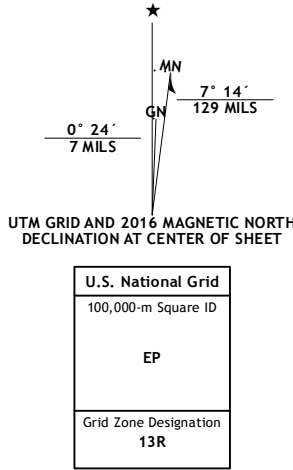 MN
GN
7° 14´
129 MILS
0° 24´
7 MILS
UTM GRID AND 2016 MAGNETIC NORTH
DECLINATION AT CENTER OF SHEET
U.S. National Grid
100,000-m Square ID
EP
Grid Zone Designation
13R